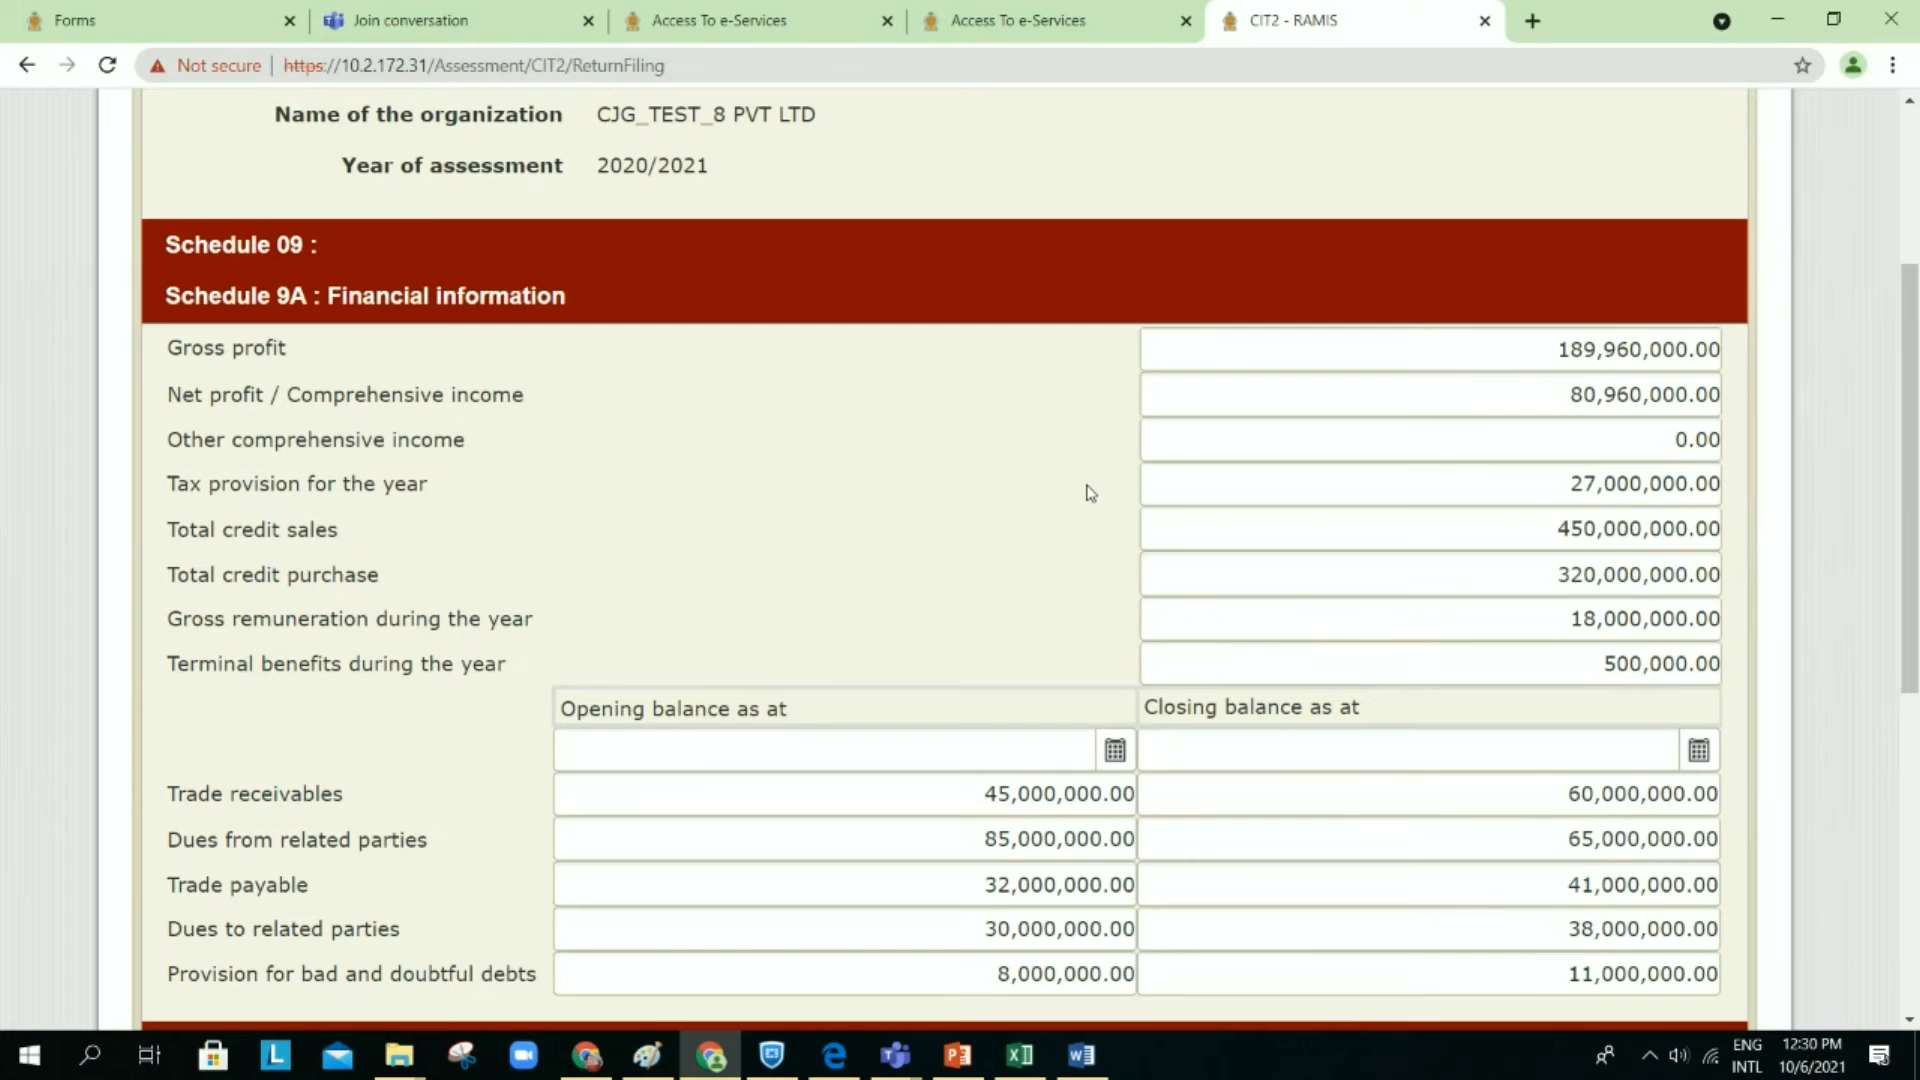 Forms
Join conversation
Access To e-Services
Access To e-Services
CIT2 - RAMIS
Not secure | https://10.2.172.31/Assessment/CIT2/ReturnFiling
Name of the organization CJG_TEST_8 PVT LTD
Year of assessment 2020/2021
Schedule 09 :
Schedule 9A : Financial information
Gross profit 189,960,000.00
Net profit / Comprehensive income 80,960,000.00
Other comprehensive income 0.00
Tax provision for the year 27,000,000.00
Total credit sales 450,000,000.00
Total credit purchase 320,000,000.00
Gross remuneration during the year 18,000,000.00
Terminal benefits during the year 500,000.00
Opening balance as at Closing balance as at
Trade receivables 45,000,000.00 60,000,000.00
Dues from related parties 85,000,000.00 65,000,000.00
Trade payable 32,000,000.00 41,000,000.00
Dues to related parties 30,000,000.00 38,000,000.00
Provision for bad and doubtful debts 8,000,000.00 11,000,000.00
ENG 12:30 PM
INTL 10/6/2021